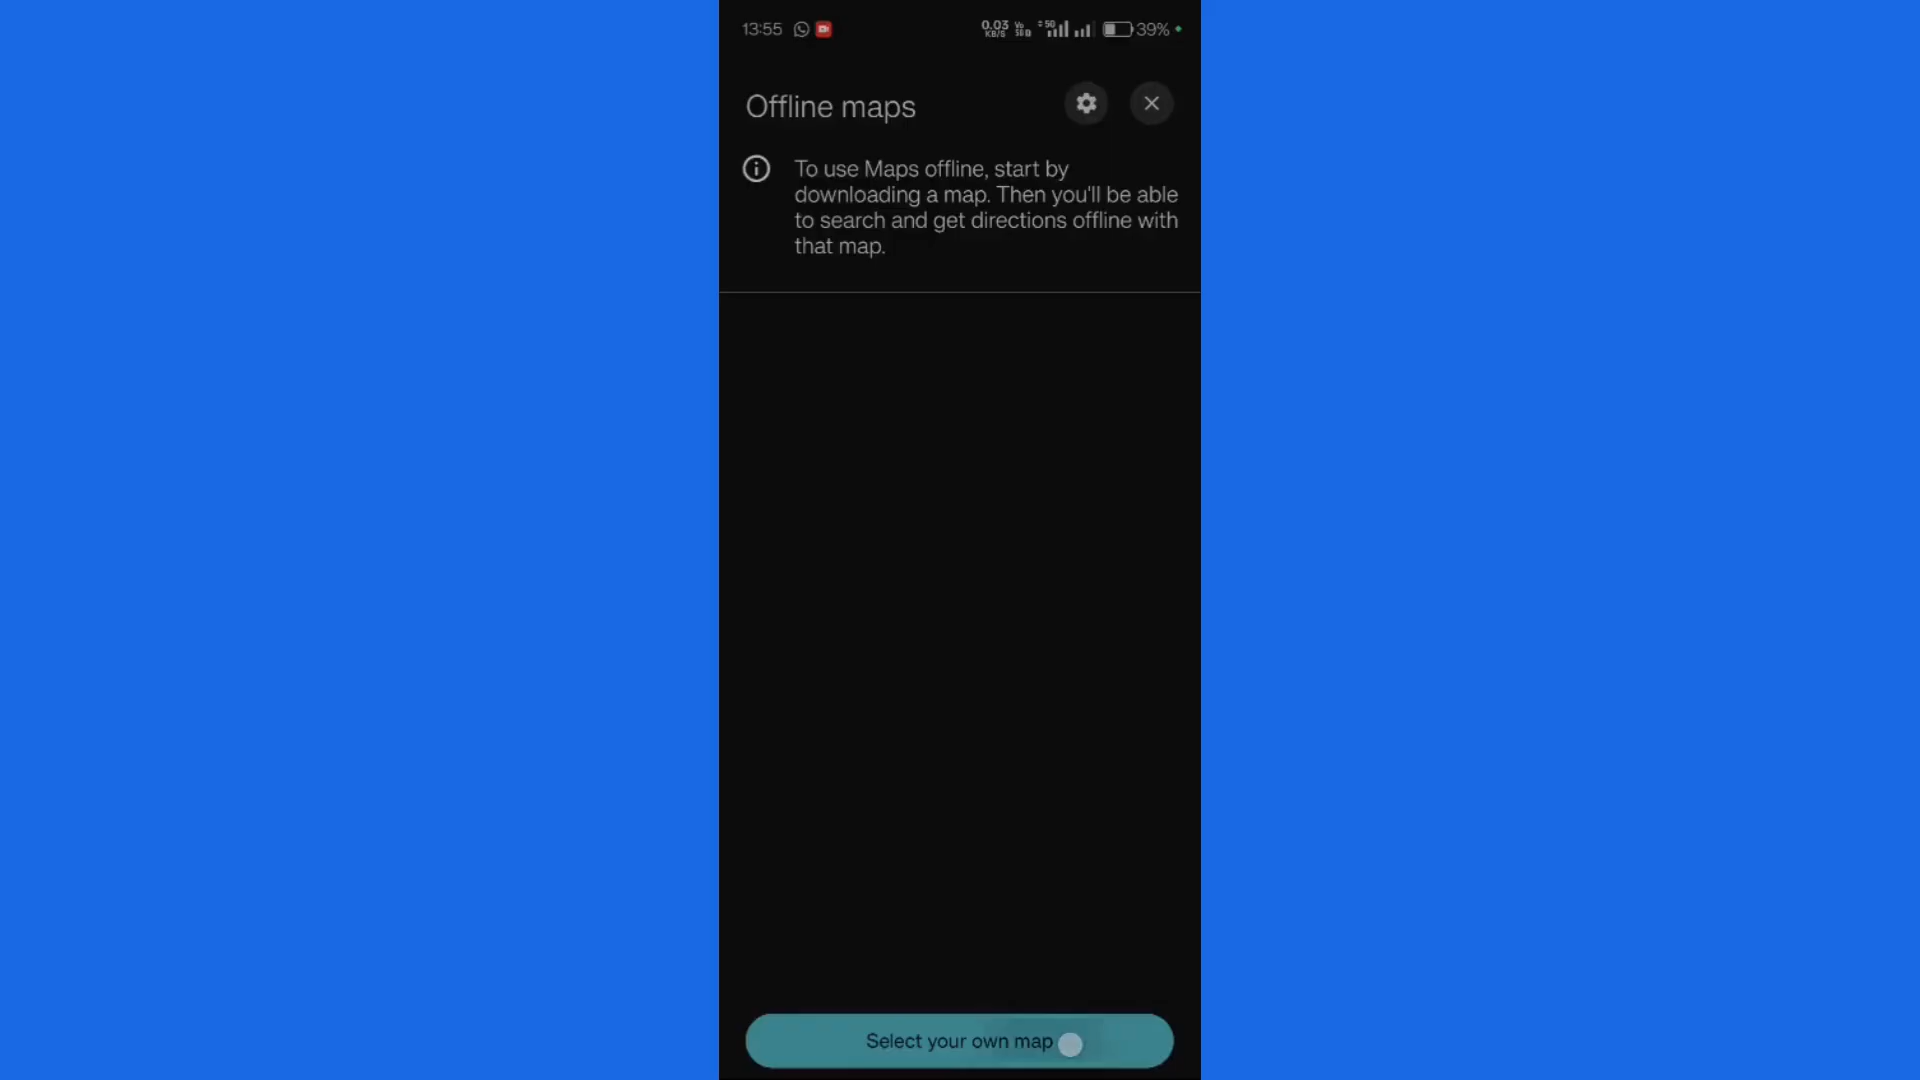 13:55 0.03 KB/S 5G 39%
Offline maps
To use Maps offline, start by
downloading a map. Then you'll be able
to search and get directions offline with
that map.
Select your own map